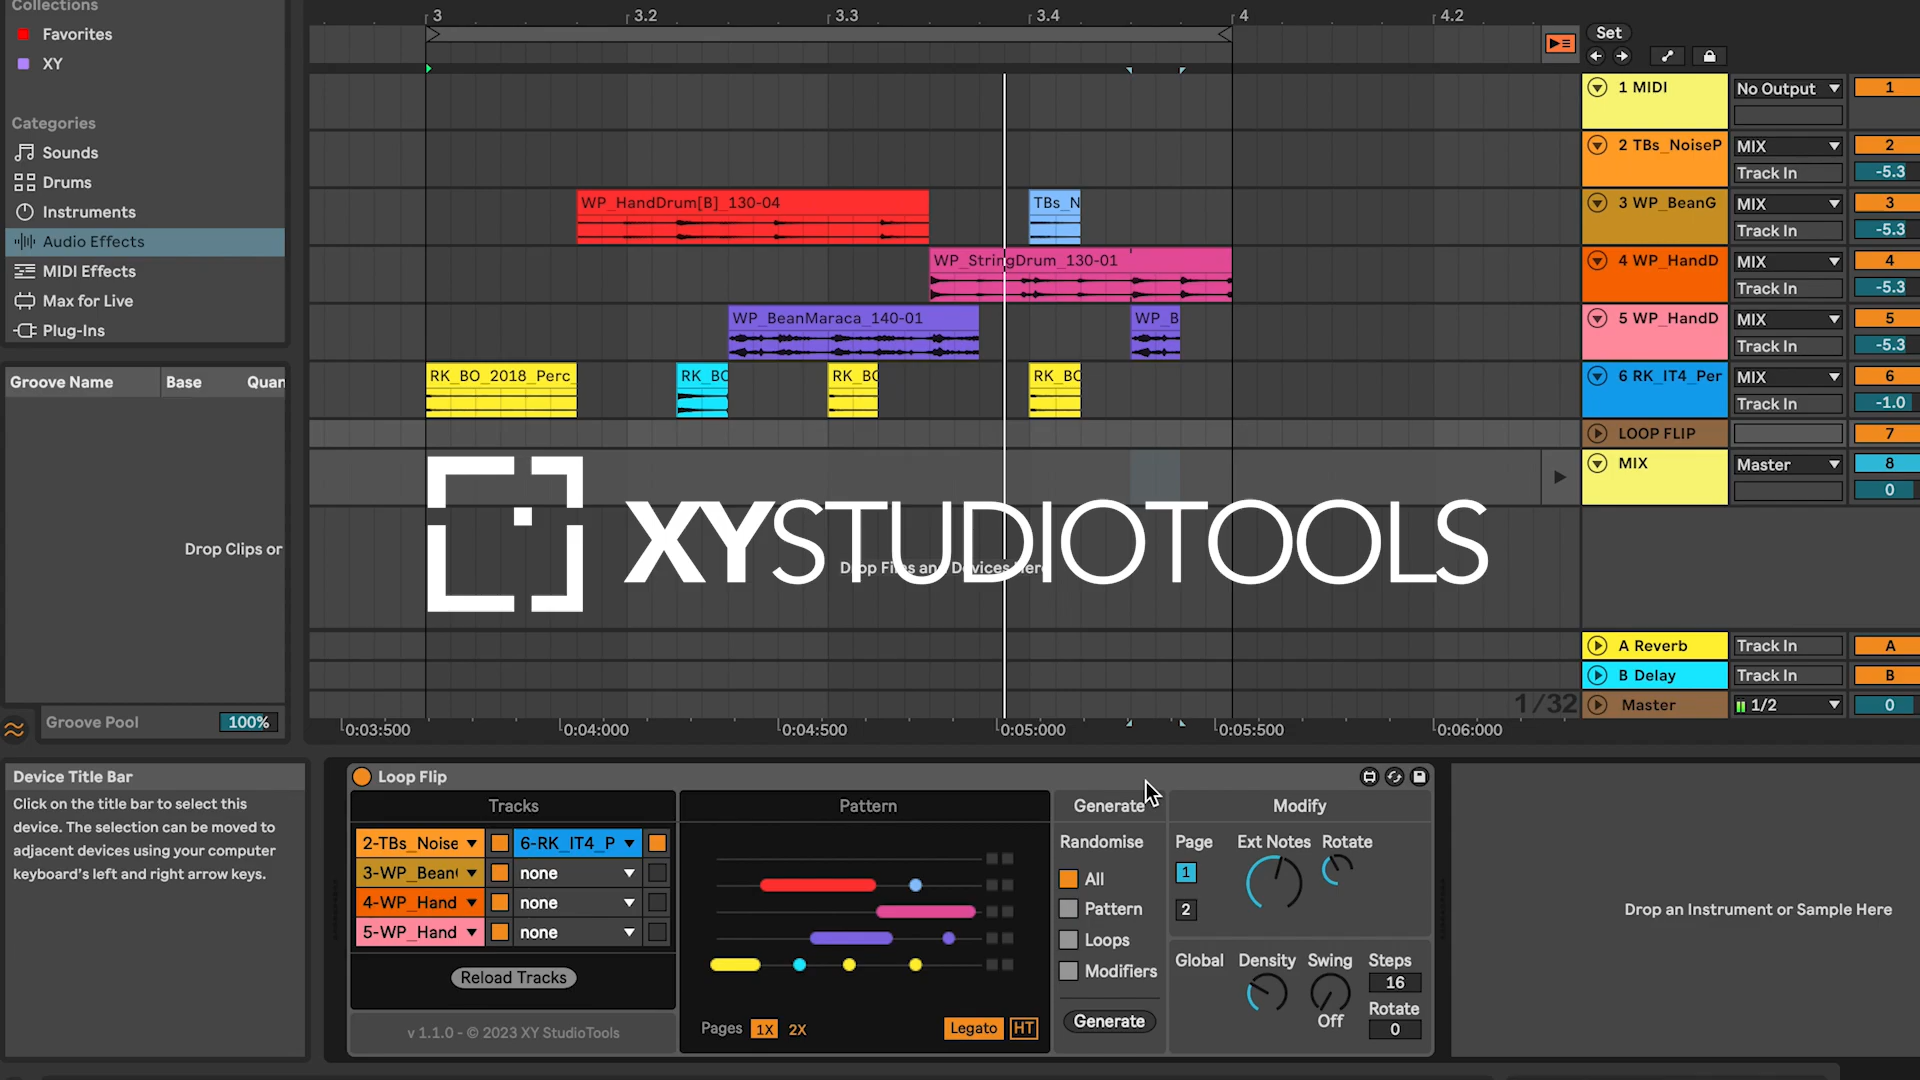 Collections
Favorites
XY
Categories
Sounds
Drums
Instruments
Audio Effects
MIDI Effects
Max for Live
Plug-Ins
Groove Name Base Quan
Drop Clips or
Groove Pool 100%
3 3.2 3.3 3.4 4 4.2
Set
WP_HandDrum[B]_130-04
TBs_N
WP_StringDrum_130-01
WP_BeanMaraca_140-01
WP_B
RK_BO_2018_Perc_
RK_BO
RK_BO
RK_BO
XYSTUDIOTOOLS
Drop Files and Devices Here
1/32
0:03:500 0:04:000 0:04:500 0:05:000 0:05:500 0:06:000
1 MIDI No Output 1
2 TBs_NoiseP MIX 2
Track In -5.3
3 WP_BeanG MIX 3
Track In -5.3
4 WP_HandD MIX 4
Track In -5.3
5 WP_HandD MIX 5
Track In -5.3
6 RK_IT4_Per MIX 6
Track In -1.0
LOOP FLIP 7
MIX Master 8
0
A Reverb Track In A
B Delay Track In B
Master 1/2 0
Device Title Bar
Click on the title bar to select this
device. The selection can be moved to
adjacent devices using your computer
keyboard's left and right arrow keys.
Loop Flip
Tracks
2-TBs_Noise 6-RK_IT4_P
3-WP_Bean none
4-WP_Hand none
5-WP_Hand none
Reload Tracks
v 1.1.0 - © 2023 XY StudioTools
Pattern
Pages 1X 2X Legato HT
Generate
Randomise
All
Pattern
Loops
Modifiers
Generate
Modify
Page Ext Notes Rotate
1
2
Global Density Swing Steps
16
Rotate
Off 0
Drop an Instrument or Sample Here